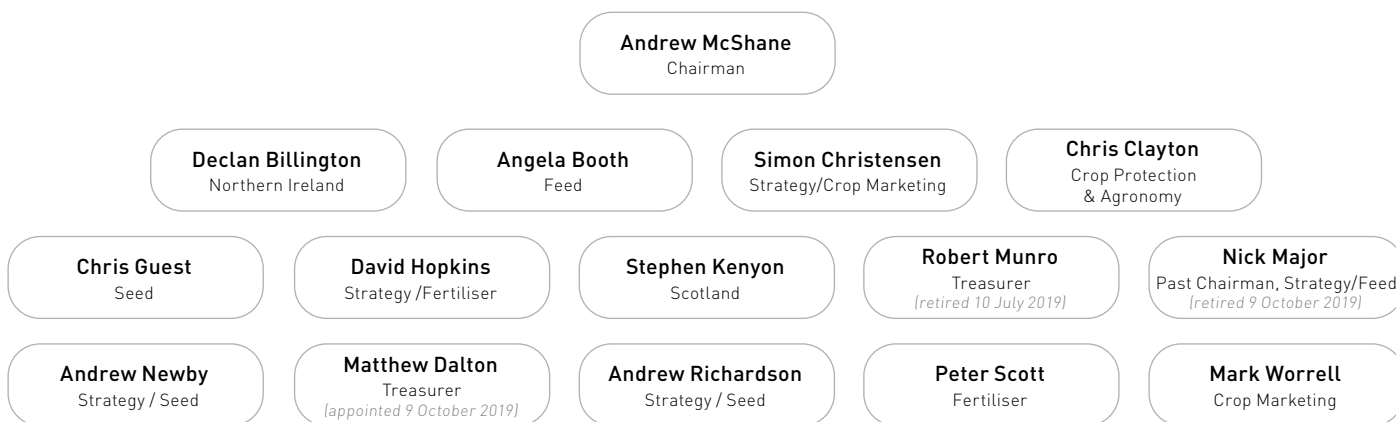 Andrew McShane
Chairman
Declan Billington
Northern Ireland
Angela Booth
Feed
Simon Christensen
Strategy/Crop Marketing
Chris Clayton
Crop Protection
& Agronomy
Chris Guest
Seed
David Hopkins
Strategy /Fertiliser
Stephen Kenyon
Scotland
Robert Munro
Treasurer
(retired 10 July 2019)
Nick Major
Past Chairman, Strategy/Feed
(retired 9 October 2019)
Andrew Newby
Strategy / Seed
Matthew Dalton
Treasurer
(appointed 9 October 2019)
Andrew Richardson
Strategy / Seed
Peter Scott
Fertiliser
Mark Worrell
Crop Marketing